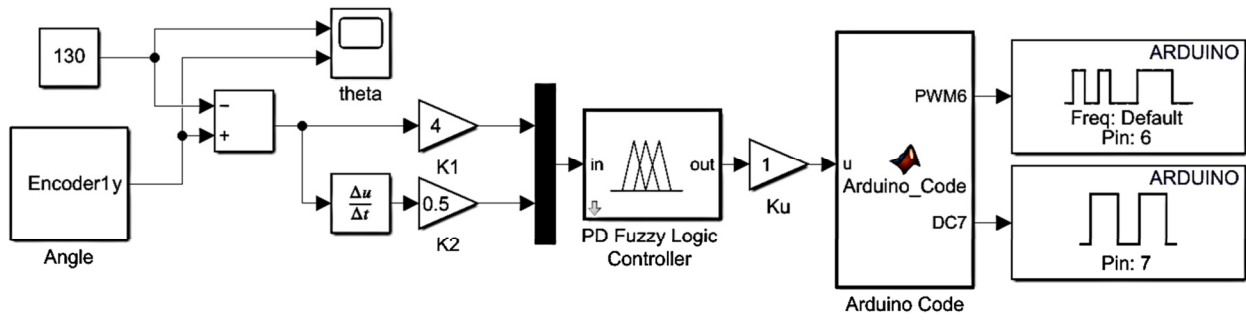 130
theta
−
+
Encoder1y
Angle
4
K1
Δu
Δt
0.5
K2
in
out
PD Fuzzy Logic
Controller
1
Ku
u
Arduino_Code
PWM6
DC7
Arduino Code
ARDUINO
Freq: Default
Pin: 6
ARDUINO
Pin: 7